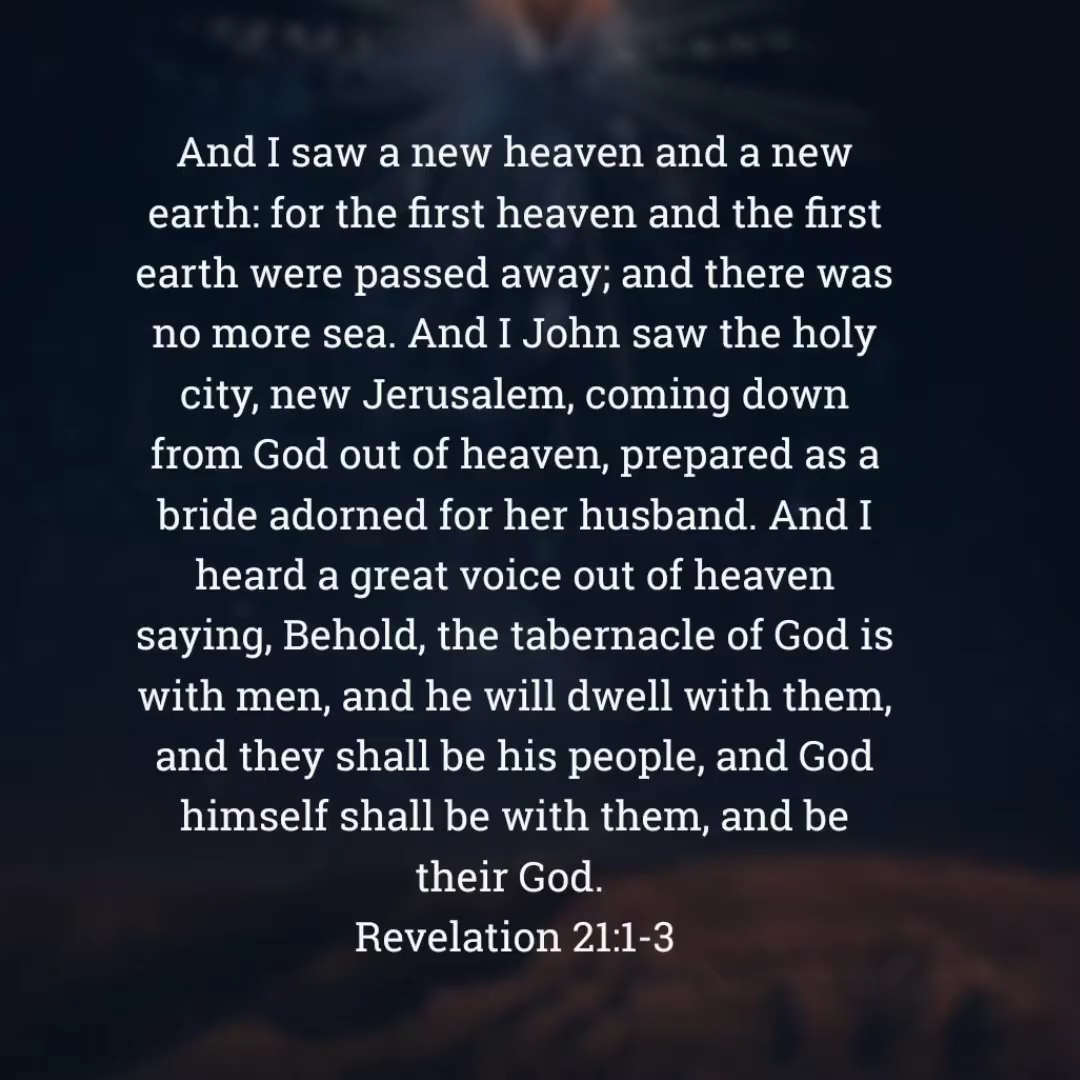 And I saw a new heaven and a new
earth: for the first heaven and the first
earth were passed away; and there was
no more sea. And I John saw the holy
city, new Jerusalem, coming down
from God out of heaven, prepared as a
bride adorned for her husband. And I
heard a great voice out of heaven
saying, Behold, the tabernacle of God is
with men, and he will dwell with them,
and they shall be his people, and God
himself shall be with them, and be
their God.
Revelation 21:1-3